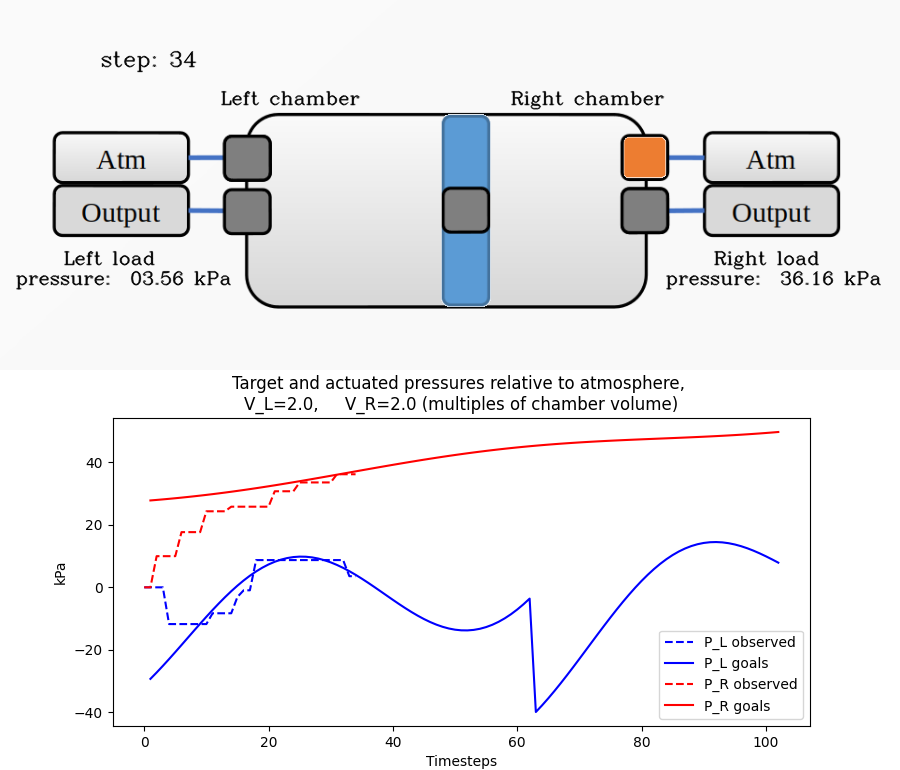 step: 34
Left chamber
Right chamber
Atm
Atm
Output
Output
Left load
pressure: 03.56 kPa
Right load
pressure: 36.16 kPa
Target and actuated pressures relative to atmosphere,
V_L=2.0, V_R=2.0 (multiples of chamber volume)
kPa
40
20
0
−20
−40
P_L observed
P_L goals
P_R observed
P_R goals
0 20 40 60 80 100
Timesteps